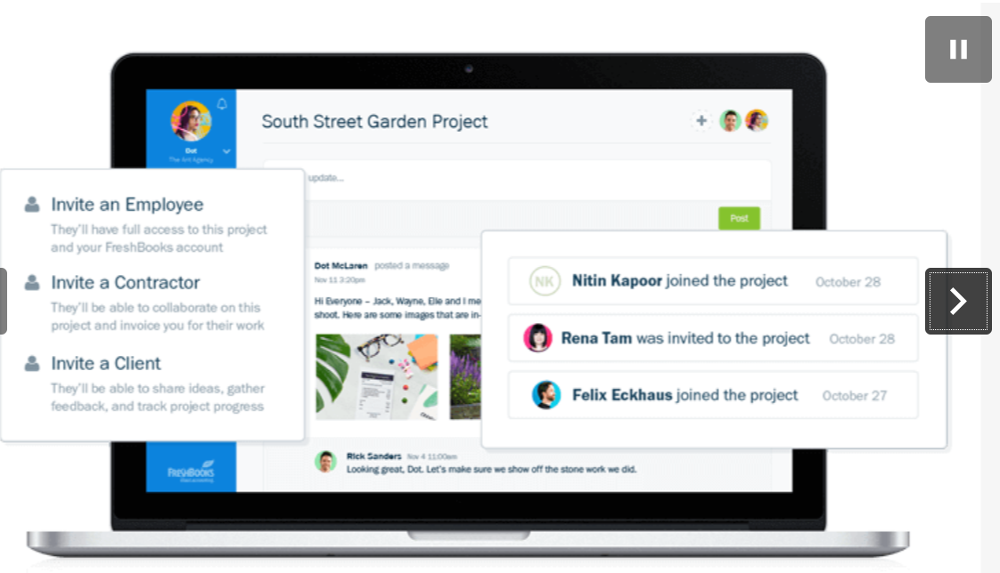 South Street Garden Project
Dot
The Art Agency
update...
Post
Invite an Employee
They'll have full access to this project
and your FreshBooks account
Invite a Contractor
They'll be able to collaborate on this
project and invoice you for their work
Invite a Client
They'll be able to share ideas, gather
feedback, and track project progress
Dot McLaren posted a message
Nov 11 3:20pm
Hi Everyone – Jack, Wayne, Elle and I me
shoot. Here are some images that are in-
NK Nitin Kapoor joined the project October 28
Rena Tam was invited to the project October 28
Felix Eckhaus joined the project October 27
Rick Sanders Nov 4 11:00am
Looking great, Dot. Let's make sure we show off the stone work we did.
FRESHBOOKS